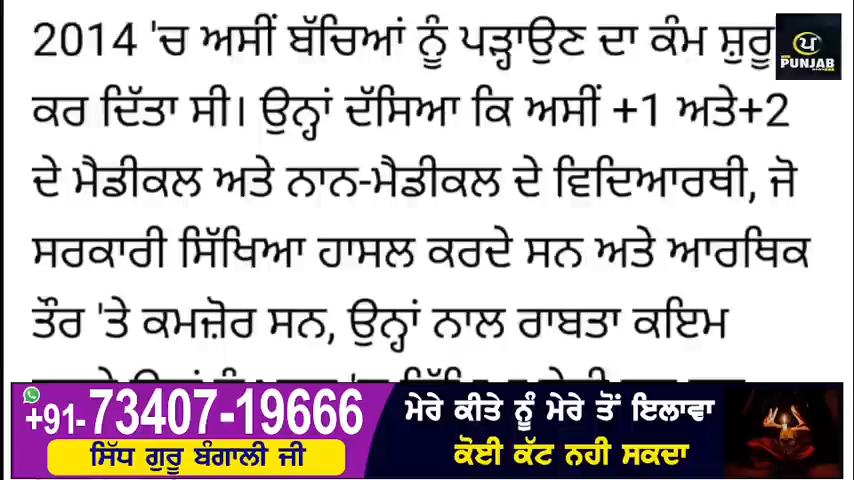 2014 'ਚ ਅਸੀਂ ਬੱਚਿਆਂ ਨੂੰ ਪੜ੍ਹਾਉਣ ਦਾ ਕੰਮ ਸ਼ੁਰੂ
ਕਰ ਦਿੱਤਾ ਸੀ। ਉਨ੍ਹਾਂ ਦੱਸਿਆ ਕਿ ਅਸੀਂ +1 ਅਤੇ+2
ਦੇ ਮੈਡੀਕਲ ਅਤੇ ਨਾਨ-ਮੈਡੀਕਲ ਦੇ ਵਿਦਿਆਰਥੀ, ਜੋ
ਸਰਕਾਰੀ ਸਿੱਖਿਆ ਹਾਸਲ ਕਰਦੇ ਸਨ ਅਤੇ ਆਰਥਿਕ
ਤੌਰ 'ਤੇ ਕਮਜ਼ੋਰ ਸਨ, ਉਨ੍ਹਾਂ ਨਾਲ ਰਾਬਤਾ ਕਇਮ
ਪ
PUNJAB
+91-73407-19666
ਸਿੱਧ ਗੁਰੂ ਬੰਗਾਲੀ ਜੀ
ਮੇਰੇ ਕੀਤੇ ਨੂੰ ਮੇਰੇ ਤੋਂ ਇਲਾਵਾ
ਕੋਈ ਕੱਟ ਨਹੀ ਸਕਦਾ